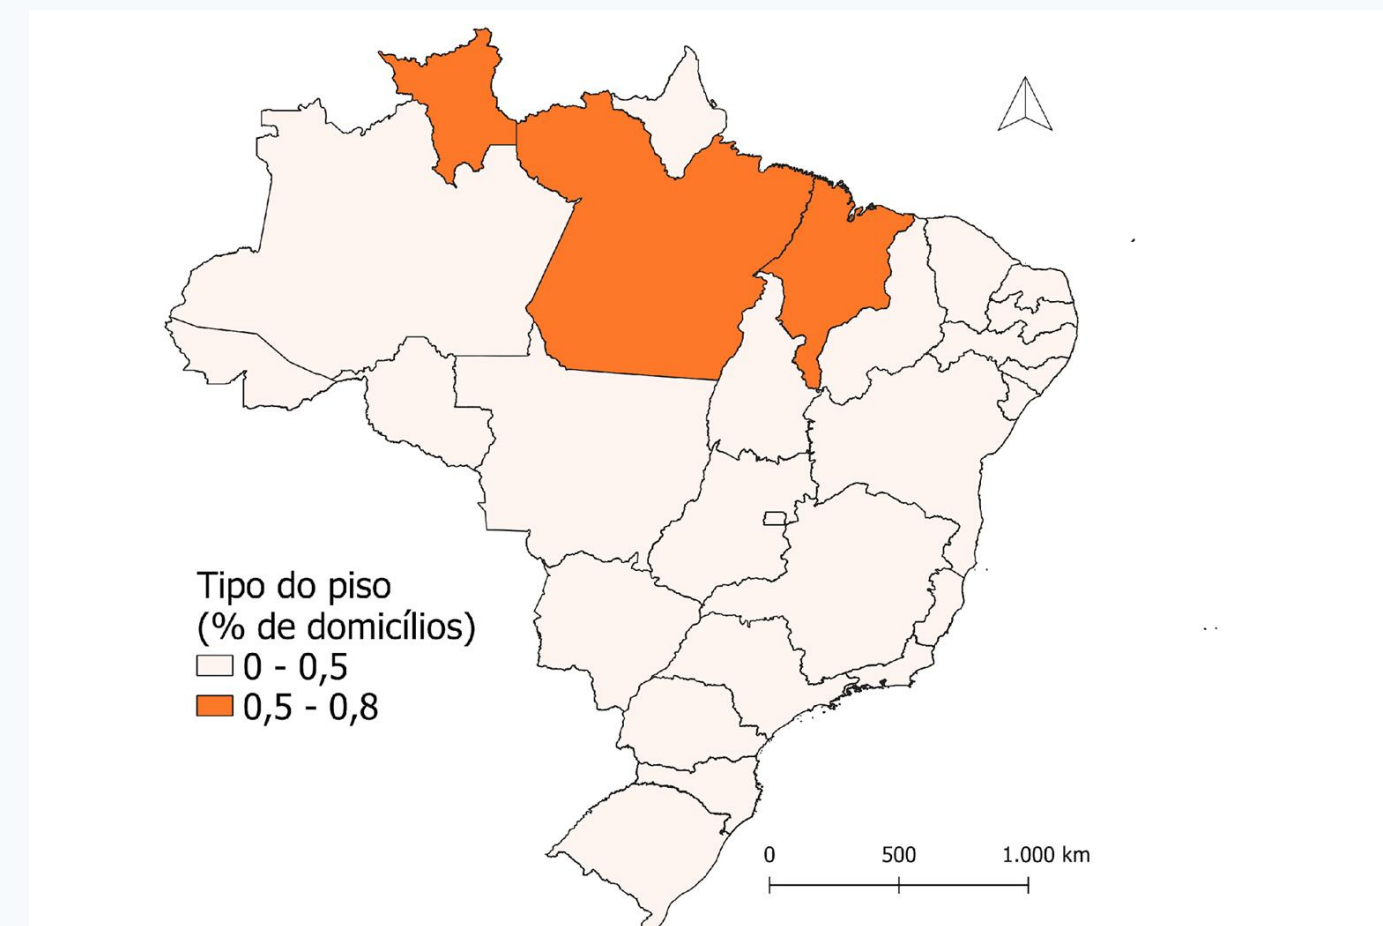 Tipo do piso
(% de domicílios)
0 - 0,5
0,5 - 0,8
0 500 1.000 km